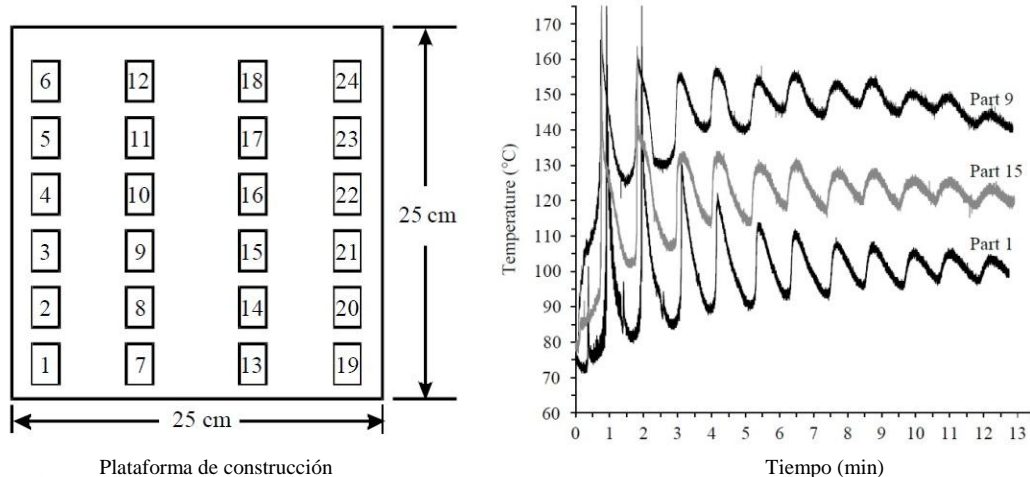 6 12 18 24
5 11 17 23
4 10 16 22
3 9 15 21
2 8 14 20
1 7 13 19
25 cm
25 cm
Plataforma de construcción
Temperature (°C)
170
160
150
140
130
120
110
100
90
80
70
60
Part 9
Part 15
Part 1
0 1 2 3 4 5 6 7 8 9 10 11 12 13
Tiempo (min)